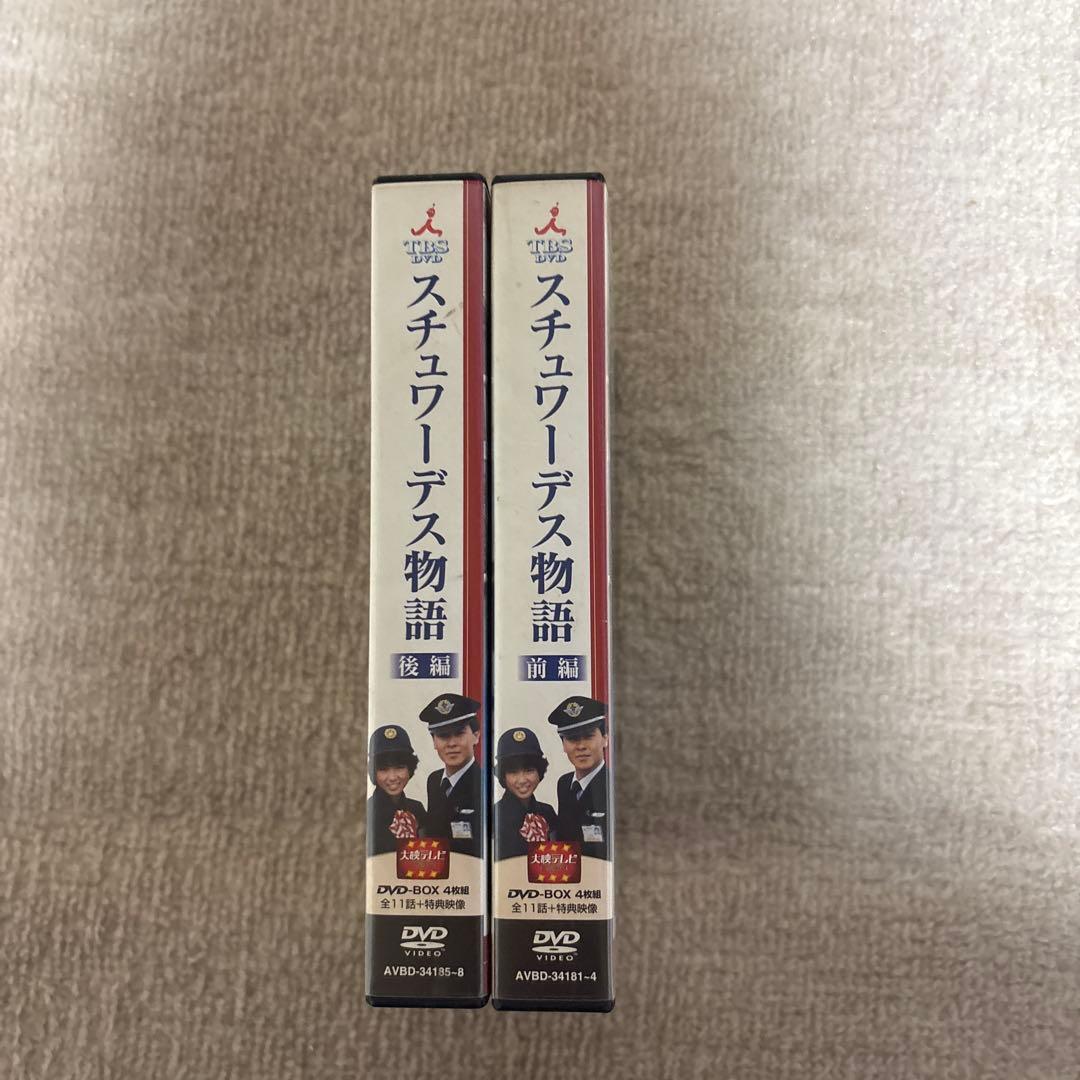 TBS
DVD
スチュワーデス物語
後編
大映テレビ
DVD-BOX 4枚組
全11話+特典映像
DVD
VIDEO
AVBD-34185~8
TBS
DVD
スチュワーデス物語
前編
大映テレビ
DVD-BOX 4枚組
全11話+特典映像
DVD
VIDEO
AVBD-34181~4